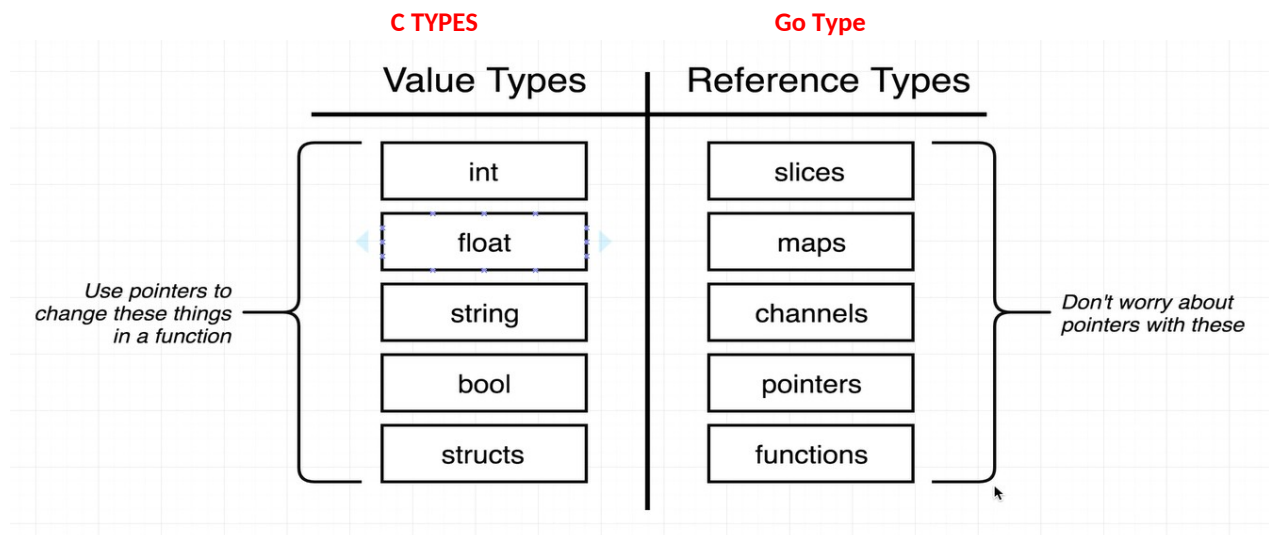 C TYPES
Go Type
Value Types
Reference Types
int
slices
float
maps
Use pointers to
change these things
in a function
string
channels
Don't worry about
pointers with these
bool
pointers
structs
functions